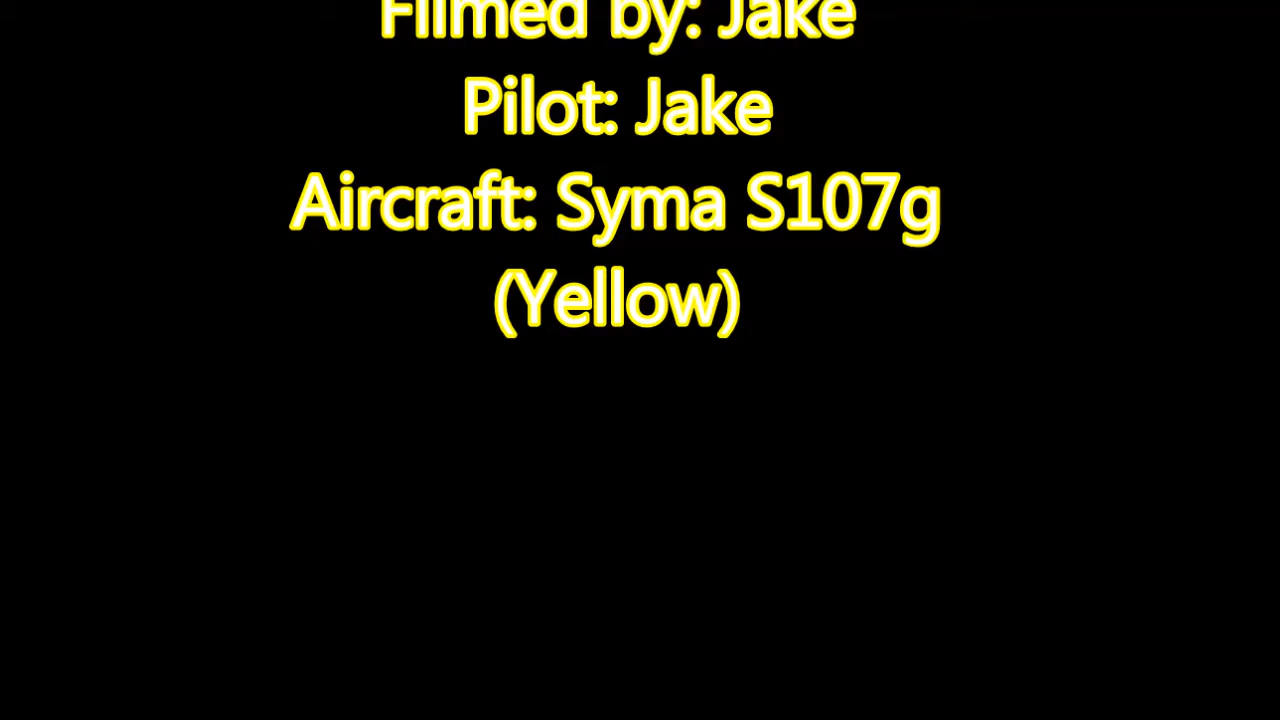 Filmed by: Jake
Pilot: Jake
Aircraft: Syma S107g
(Yellow)